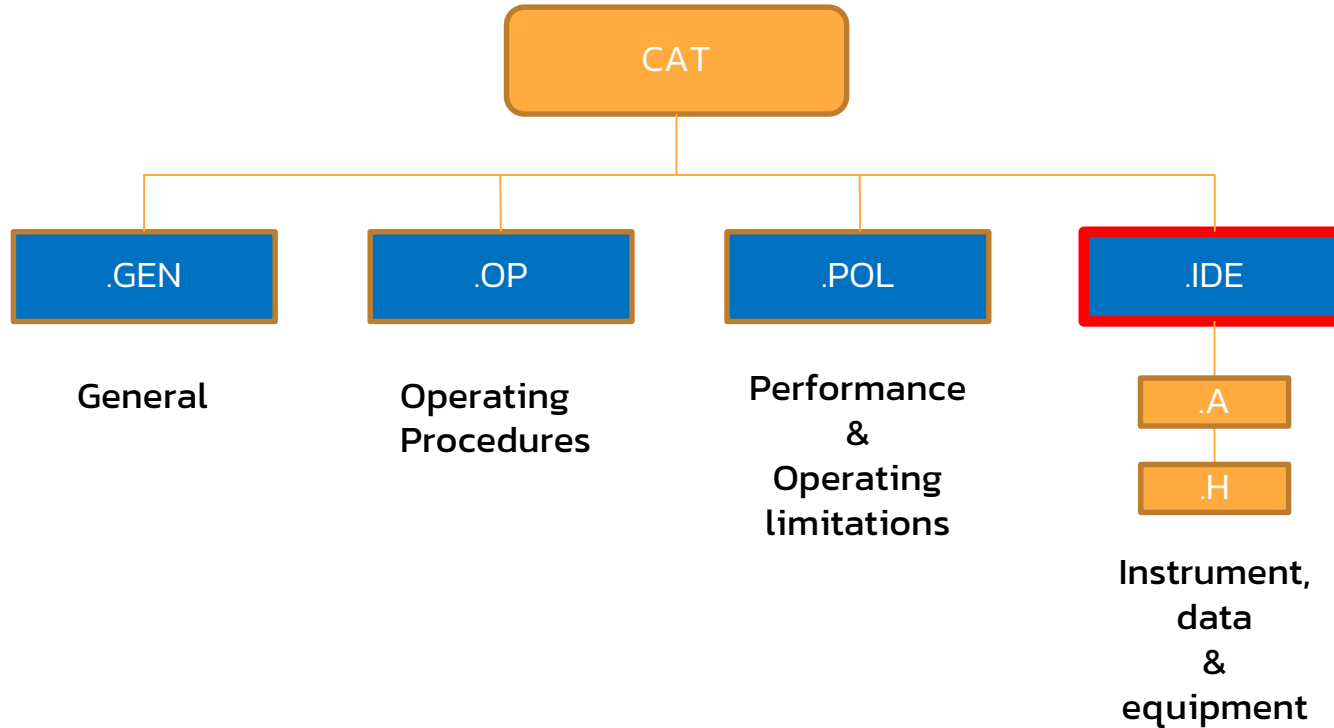 CAT
.GEN
.OP
.POL
.IDE
General
Operating
Procedures
Performance
&
Operating
limitations
.A
.H
Instrument,
data
&
equipment